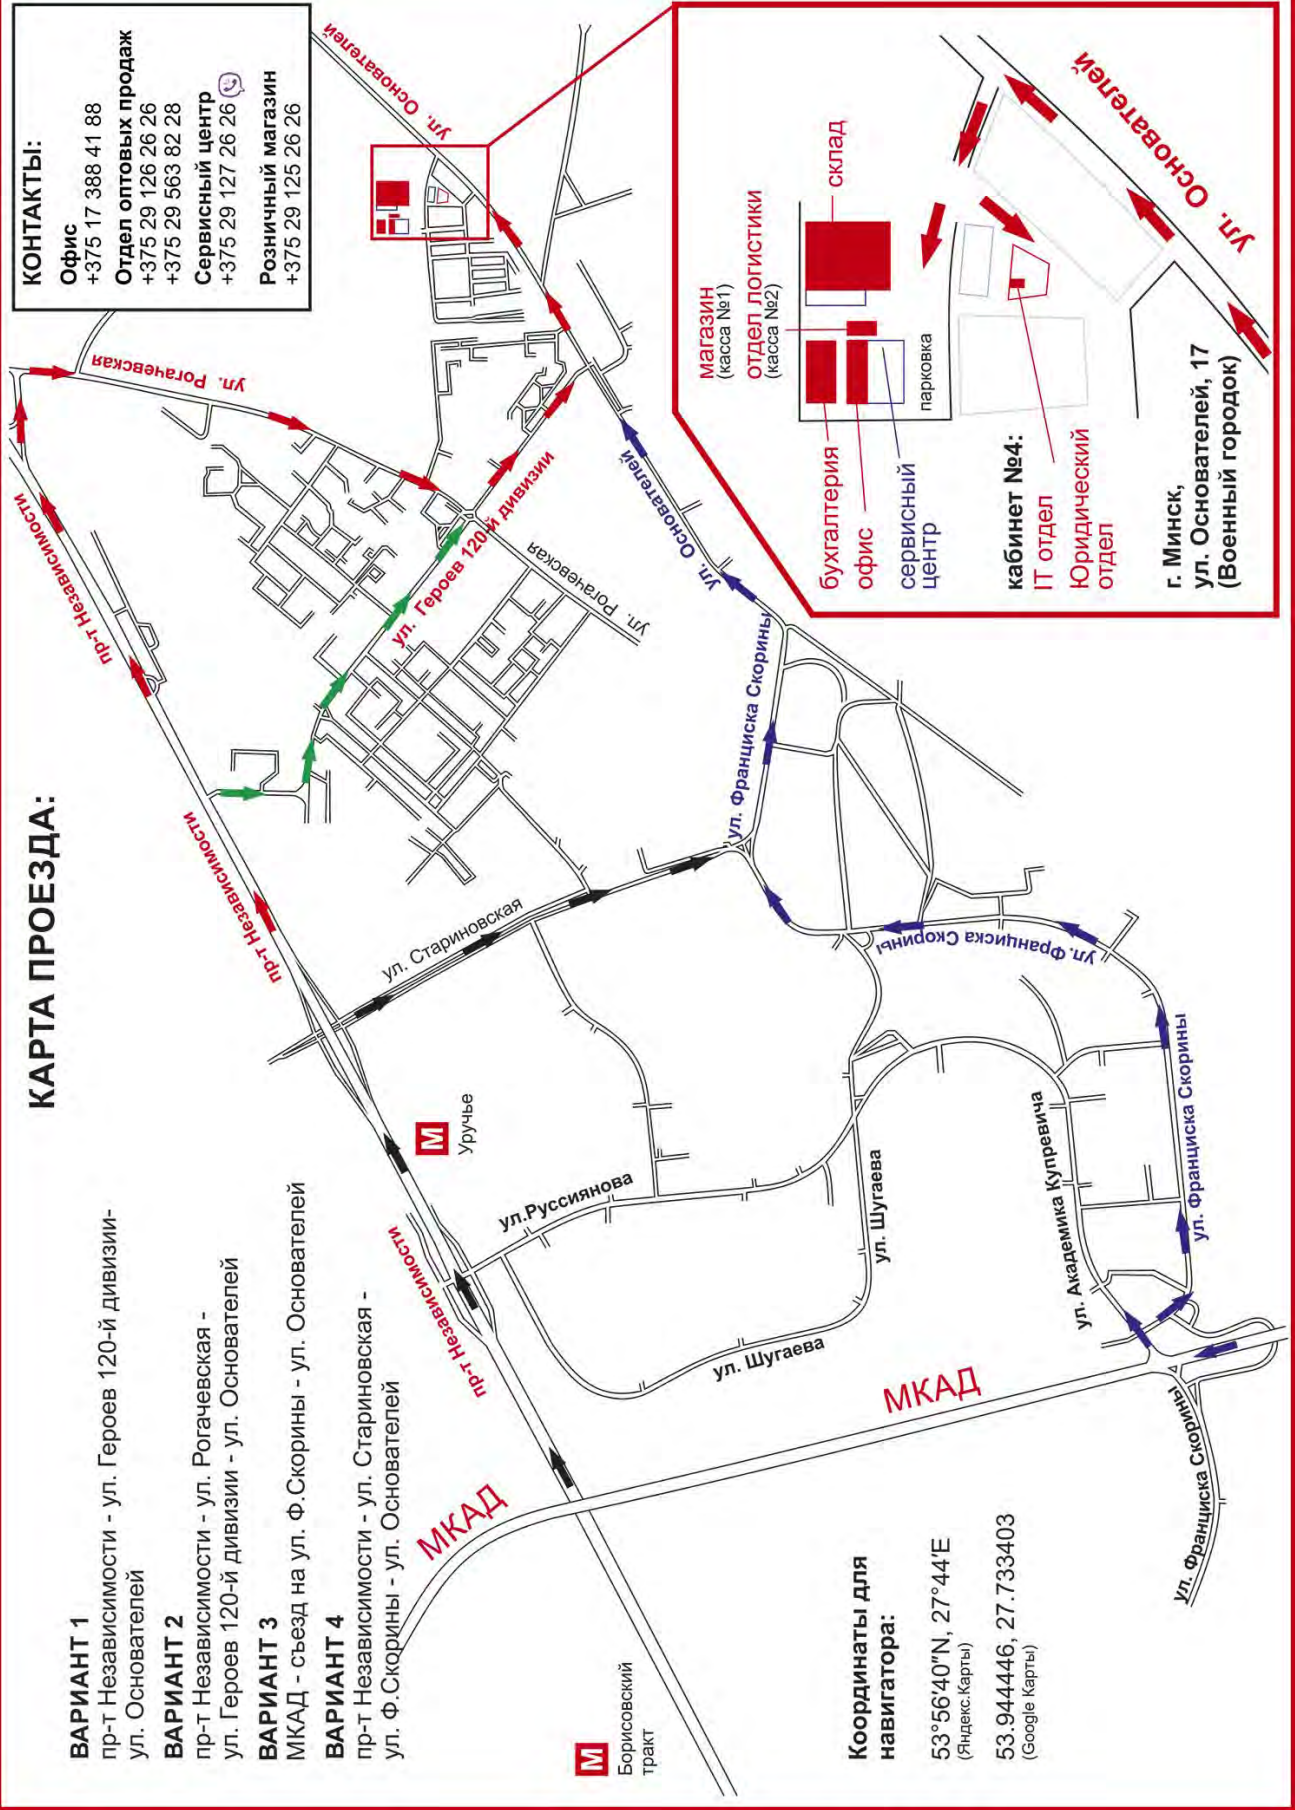 КАРТА ПРОЕЗДА:
ВАРИАНТ 1
пр-т Независимости - ул. Героев 120-й дивизии-
ул. Основателей
ВАРИАНТ 2
пр-т Независимости - ул. Рогачевская -
ул. Героев 120-й дивизии - ул. Основателей
ВАРИАНТ 3
МКАД - съезд на ул. Ф.Скорины - ул. Основателей
ВАРИАНТ 4
пр-т Независимости - ул. Стариновская -
ул. Ф.Скорины - ул. Основателей
КОНТАКТЫ:
Офис
+375 17 388 41 88
Отдел оптовых продаж
+375 29 126 26 26
+375 29 563 82 28
Сервисный центр
+375 29 127 26 26
Розничный магазин
+375 29 125 26 26
пр-т Независимости
пр-т Независимости
пр-т Независимости
пр-т Независимости
пр-т Независимости
ул. Рогачевская
ул. Основателей
ул. Героев 120-й дивизии
ул. Рогачевская
ул. Основателей
ул. Стариновская
ул. Франциска Скорины
ул. Франциска Скорины
ул. Франциска Скорины
ул. Франциска Скорины
М
Уручье
ул.Руссиянова
ул. Шугаева
ул. Шугаева
ул. Академика Купревича
МКАД
МКАД
М
Борисовский
тракт
Координаты для
навигатора:
53°56'40"N, 27°44'E
(Яндекс.Карты)
53.944446, 27.733403
(Google Карты)
магазин
(касса №1)
отдел логистики
(касса №2)
склад
бухгалтерия
офис
сервисный
центр
парковка
кабинет №4:
IT отдел
Юридический
отдел
ул. Основателей
г. Минск,
ул. Основателей, 17
(Военный городок)